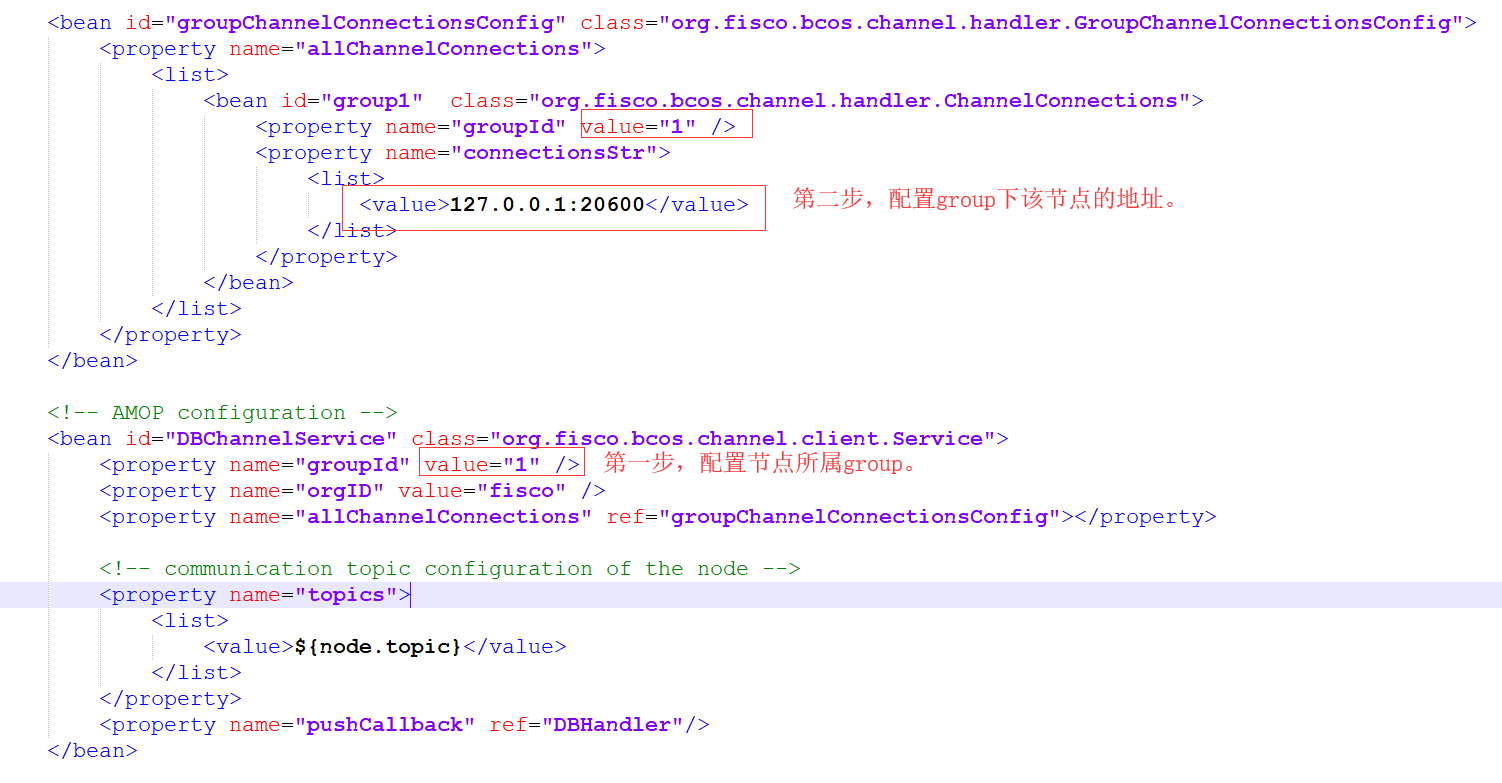 <bean id="groupChannelConnectionsConfig" class="org.fisco.bcos.channel.handler.GroupChannelConnectionsConfig">
<property name="allChannelConnections">
<list>
<bean id="group1"  class="org.fisco.bcos.channel.handler.ChannelConnections">
<property name="groupId" value="1" />
<property name="connectionsStr">
<list>
<value>127.0.0.1:20600</value> 第二步，配置group下该节点的地址。
</list>
</property>
</bean>
</list>
</property>
</bean>
<!-- AMOP configuration -->
<bean id="DBChannelService" class="org.fisco.bcos.channel.client.Service">
<property name="groupId" value="1" /> 第一步，配置节点所属group。
<property name="orgID" value="fisco" />
<property name="allChannelConnections" ref="groupChannelConnectionsConfig"></property>
<!-- communication topic configuration of the node -->
<property name="topics">
<list>
<value>${node.topic}</value>
</list>
</property>
<property name="pushCallback" ref="DBHandler"/>
</bean>